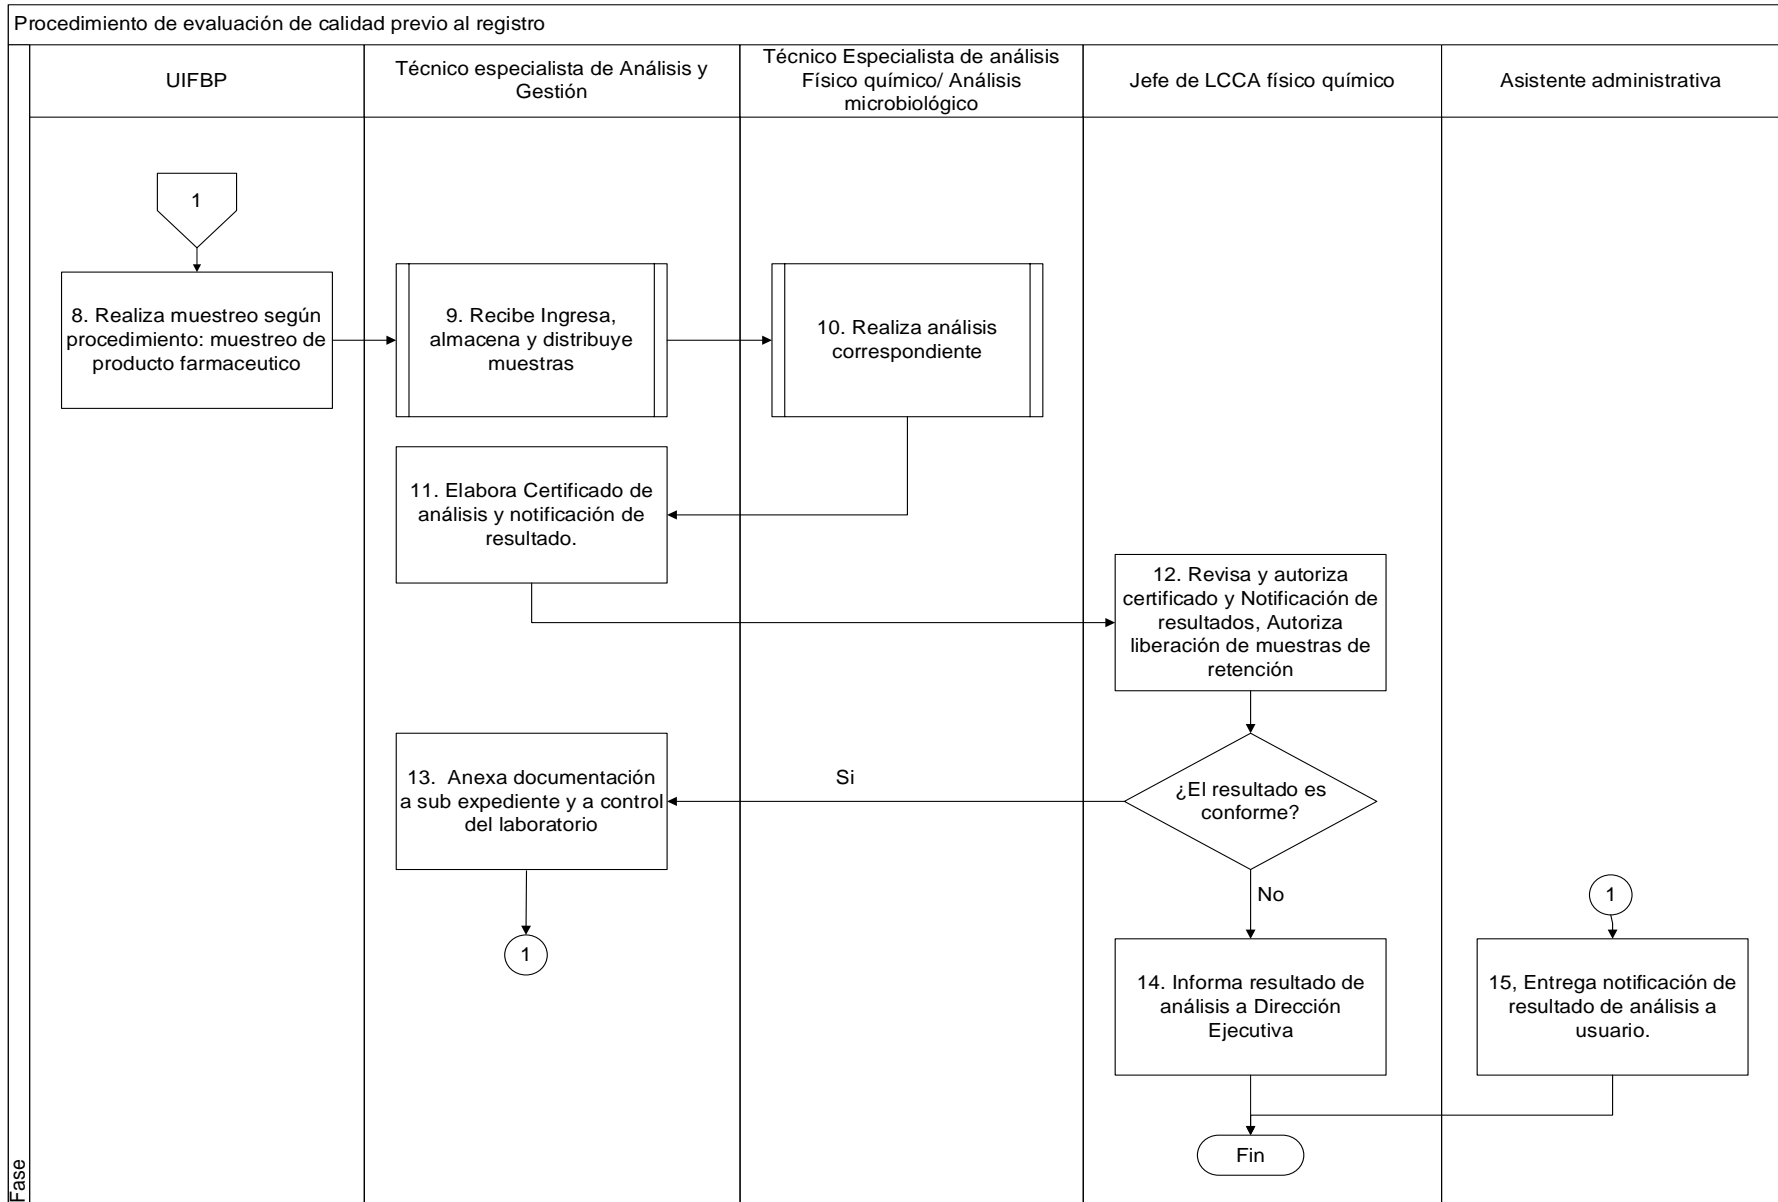 Procedimiento de evaluación de calidad previo al registro
UIFBP
Técnico especialista de Análisis y
Gestión
Técnico Especialista de análisis
Físico químico/ Análisis
microbiológico
Jefe de LCCA físico químico
Asistente administrativa
1
8. Realiza muestreo según
procedimiento: muestreo de
producto farmaceutico
9. Recibe Ingresa,
almacena y distribuye
muestras
10. Realiza análisis
correspondiente
11. Elabora Certificado de
análisis y notificación de
resultado.
12. Revisa y autoriza
certificado y Notificación de
resultados, Autoriza
liberación de muestras de
retención
13. Anexa documentación
a sub expediente y a control
del laboratorio
Si
¿El resultado es
conforme?
No
1
1
14. Informa resultado de
análisis a Dirección
Ejecutiva
15, Entrega notificación de
resultado de análisis a
usuario.
Fin
Fase